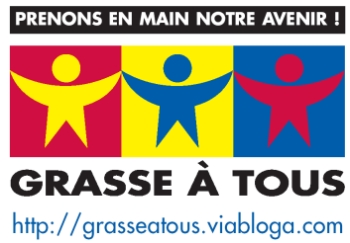 PRENONS EN MAIN NOTRE AVENIR !
GRASSE À TOUS
http://grasseatous.viabloga.com